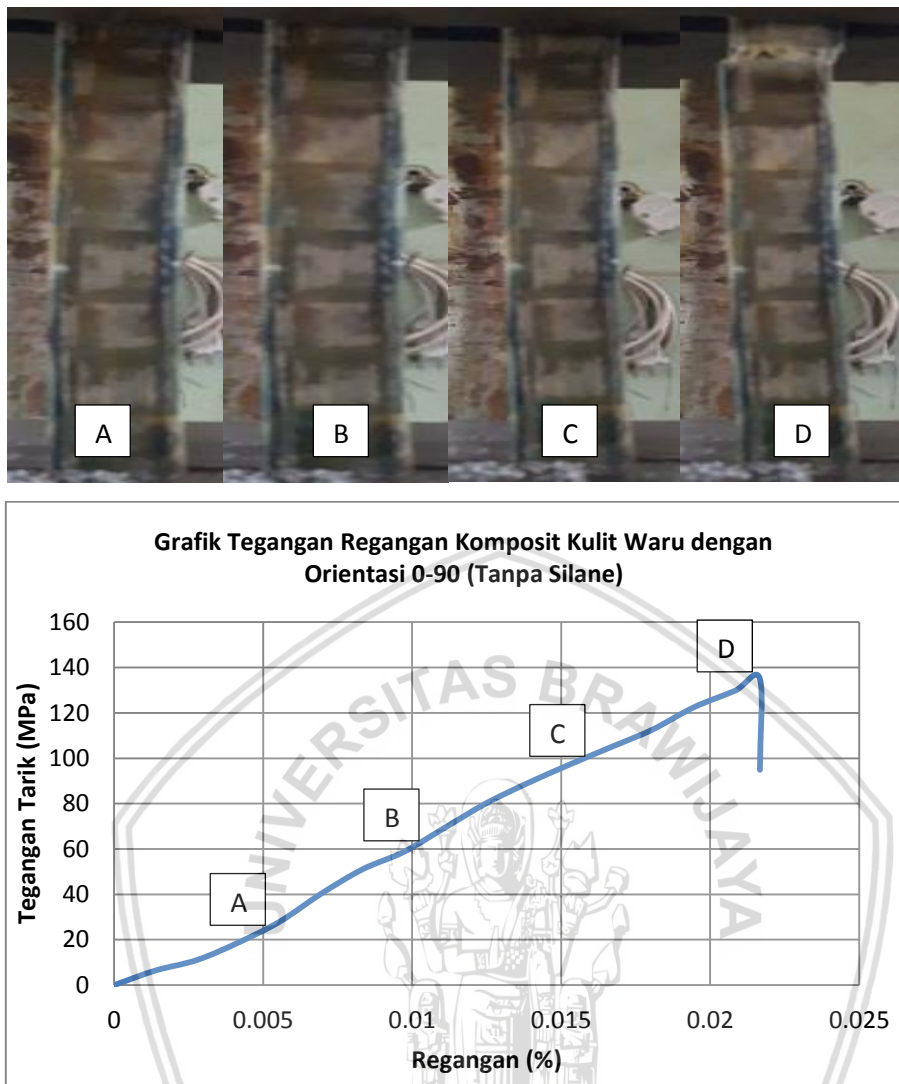 A
B
C
D
Grafik Tegangan Regangan Komposit Kulit Waru dengan
Orientasi 0-90 (Tanpa Silane)
Tegangan Tarik (MPa)
160
140
120
100
80
60
40
20
0
A
B
C
D
0
0.005
0.01
0.015
0.02
0.025
Regangan (%)
UNIVERSITAS BRAWIJAYA